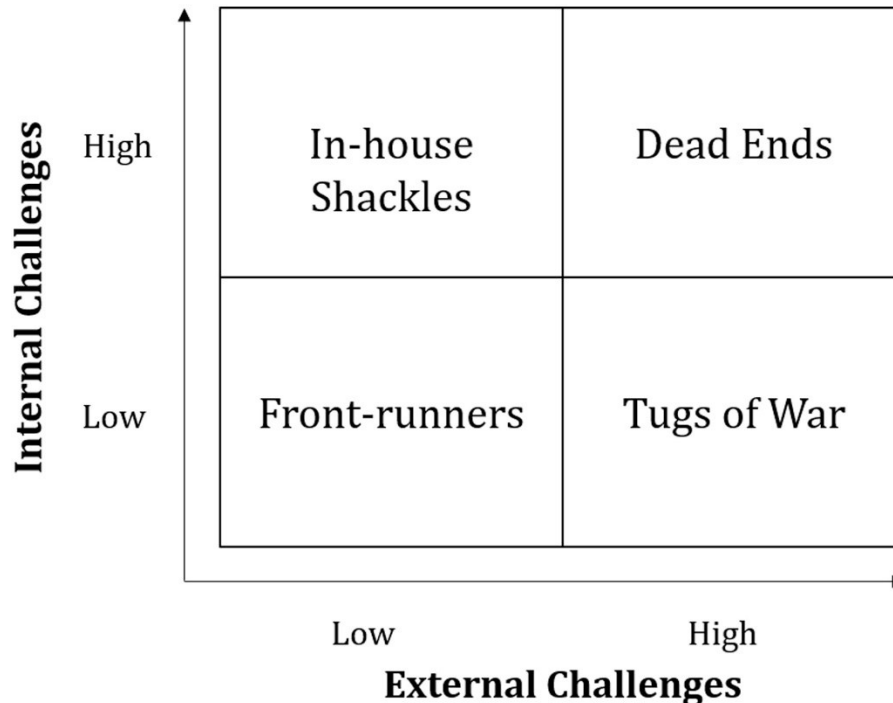 Internal Challenges
High
In-house
Shackles
Dead Ends
Low
Front-runners
Tugs of War
Low
High
External Challenges